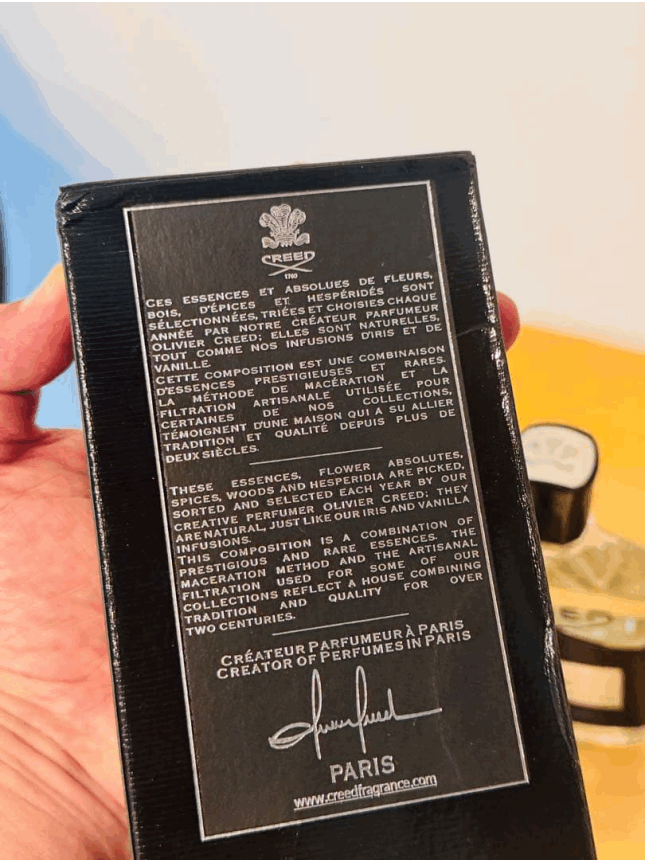 CREED
1760
CES ESSENCES ET ABSOLUES DE FLEURS,
BOIS, D'ÉPICES ET HESPÉRIDÉS SONT
SÉLECTIONNÉES, TRIÉES ET CHOISIES CHAQUE
ANNÉE PAR NOTRE CRÉATEUR PARFUMEUR
OLIVIER CREED; ELLES SONT NATURELLES,
TOUT COMME NOS INFUSIONS D'IRIS ET DE
VANILLE.
CETTE COMPOSITION EST UNE COMBINAISON
D'ESSENCES PRESTIGIEUSES ET RARES.
LA MÉTHODE DE MACÉRATION ET LA
FILTRATION ARTISANALE UTILISÉE POUR
CERTAINES DE NOS COLLECTIONS,
TÉMOIGNENT D'UNE MAISON QUI A SU ALLIER
TRADITION ET QUALITÉ DEPUIS PLUS DE
DEUX SIÈCLES.
THESE ESSENCES, FLOWER ABSOLUTES,
SPICES, WOODS AND HESPERIDIA ARE PICKED,
SORTED AND SELECTED EACH YEAR BY OUR
CREATIVE PERFUMER OLIVIER CREED; THEY
ARE NATURAL, JUST LIKE OUR IRIS AND VANILLA
INFUSIONS.
THIS COMPOSITION IS A COMBINATION OF
PRESTIGIOUS AND RARE ESSENCES. THE
MACERATION METHOD AND THE ARTISANAL
FILTRATION USED FOR SOME OF OUR
COLLECTIONS REFLECT A HOUSE COMBINING
TRADITION AND QUALITY FOR OVER
TWO CENTURIES.
CRÉATEUR PARFUMEUR À PARIS
CREATOR OF PERFUMES IN PARIS
PARIS
www.creedfragrance.com